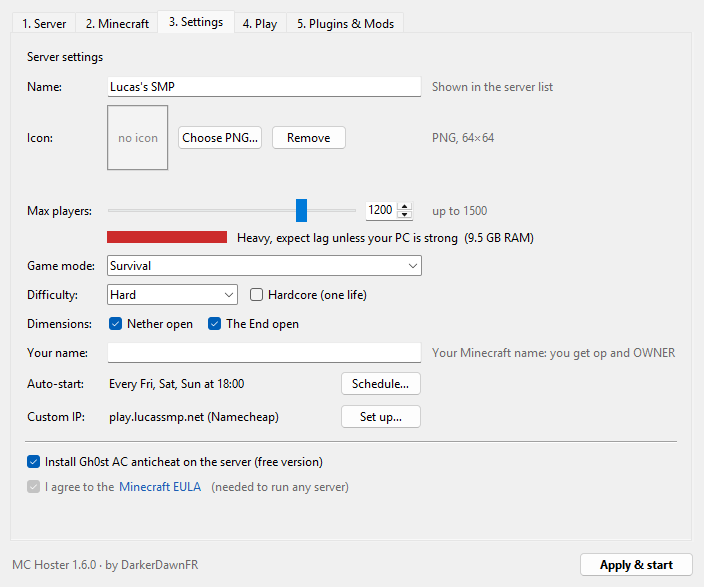 1. Server
2. Minecraft
3. Settings
4. Play
5. Plugins & Mods
Server settings
Name:
Lucas's SMP
Shown in the server list
Icon:
no icon
Choose PNG...
Remove
PNG, 64×64
Max players:
1200
up to 1500
Heavy, expect lag unless your PC is strong (9.5 GB RAM)
Game mode:
Survival
Difficulty:
Hard
Hardcore (one life)
Dimensions:
Nether open
The End open
Your name:
Your Minecraft name: you get op and OWNER
Auto-start:
Every Fri, Sat, Sun at 18:00
Schedule...
Custom IP:
play.lucassmp.net (Namecheap)
Set up...
Install Gh0st AC anticheat on the server (free version)
I agree to the Minecraft EULA (needed to run any server)
MC Hoster 1.6.0 · by DarkerDawnFR
Apply & start